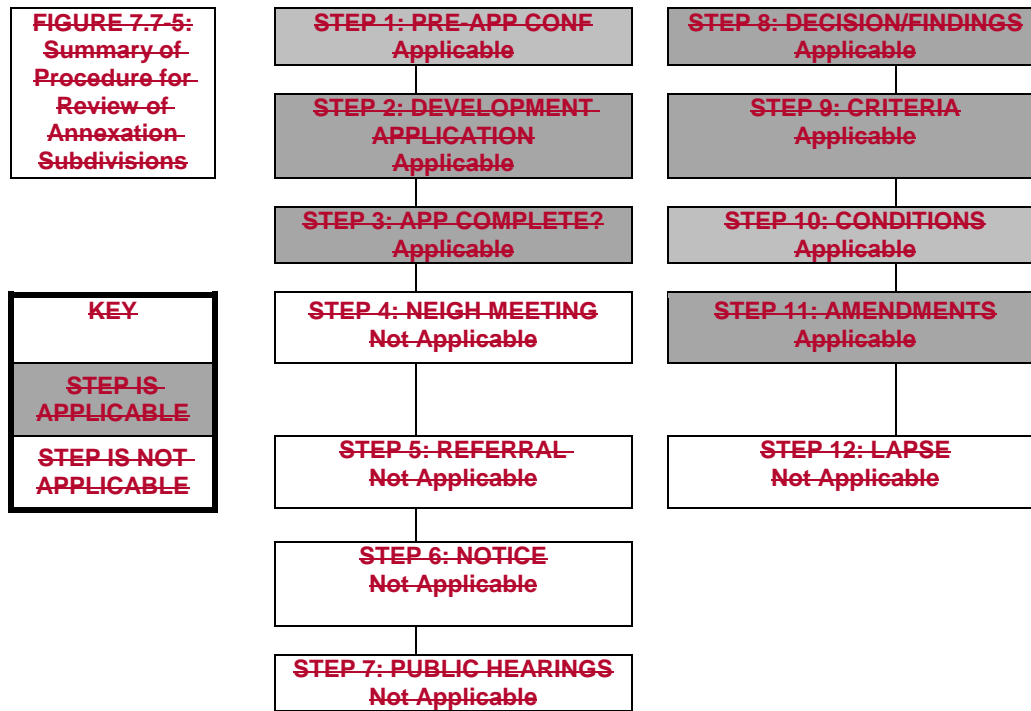 FIGURE 7.7-5:
Summary of
Procedure for
Review of
Annexation
Subdivisions
KEY
STEP IS
APPLICABLE
STEP IS NOT
APPLICABLE
STEP 1: PRE-APP CONF
Applicable
STEP 2: DEVELOPMENT
APPLICATION
Applicable
STEP 3: APP COMPLETE?
Applicable
STEP 4: NEIGH MEETING
Not Applicable
STEP 5: REFERRAL
Not Applicable
STEP 6: NOTICE
Not Applicable
STEP 7: PUBLIC HEARINGS
Not Applicable
STEP 8: DECISION/FINDINGS
Applicable
STEP 9: CRITERIA
Applicable
STEP 10: CONDITIONS
Applicable
STEP 11: AMENDMENTS
Applicable
STEP 12: LAPSE
Not Applicable